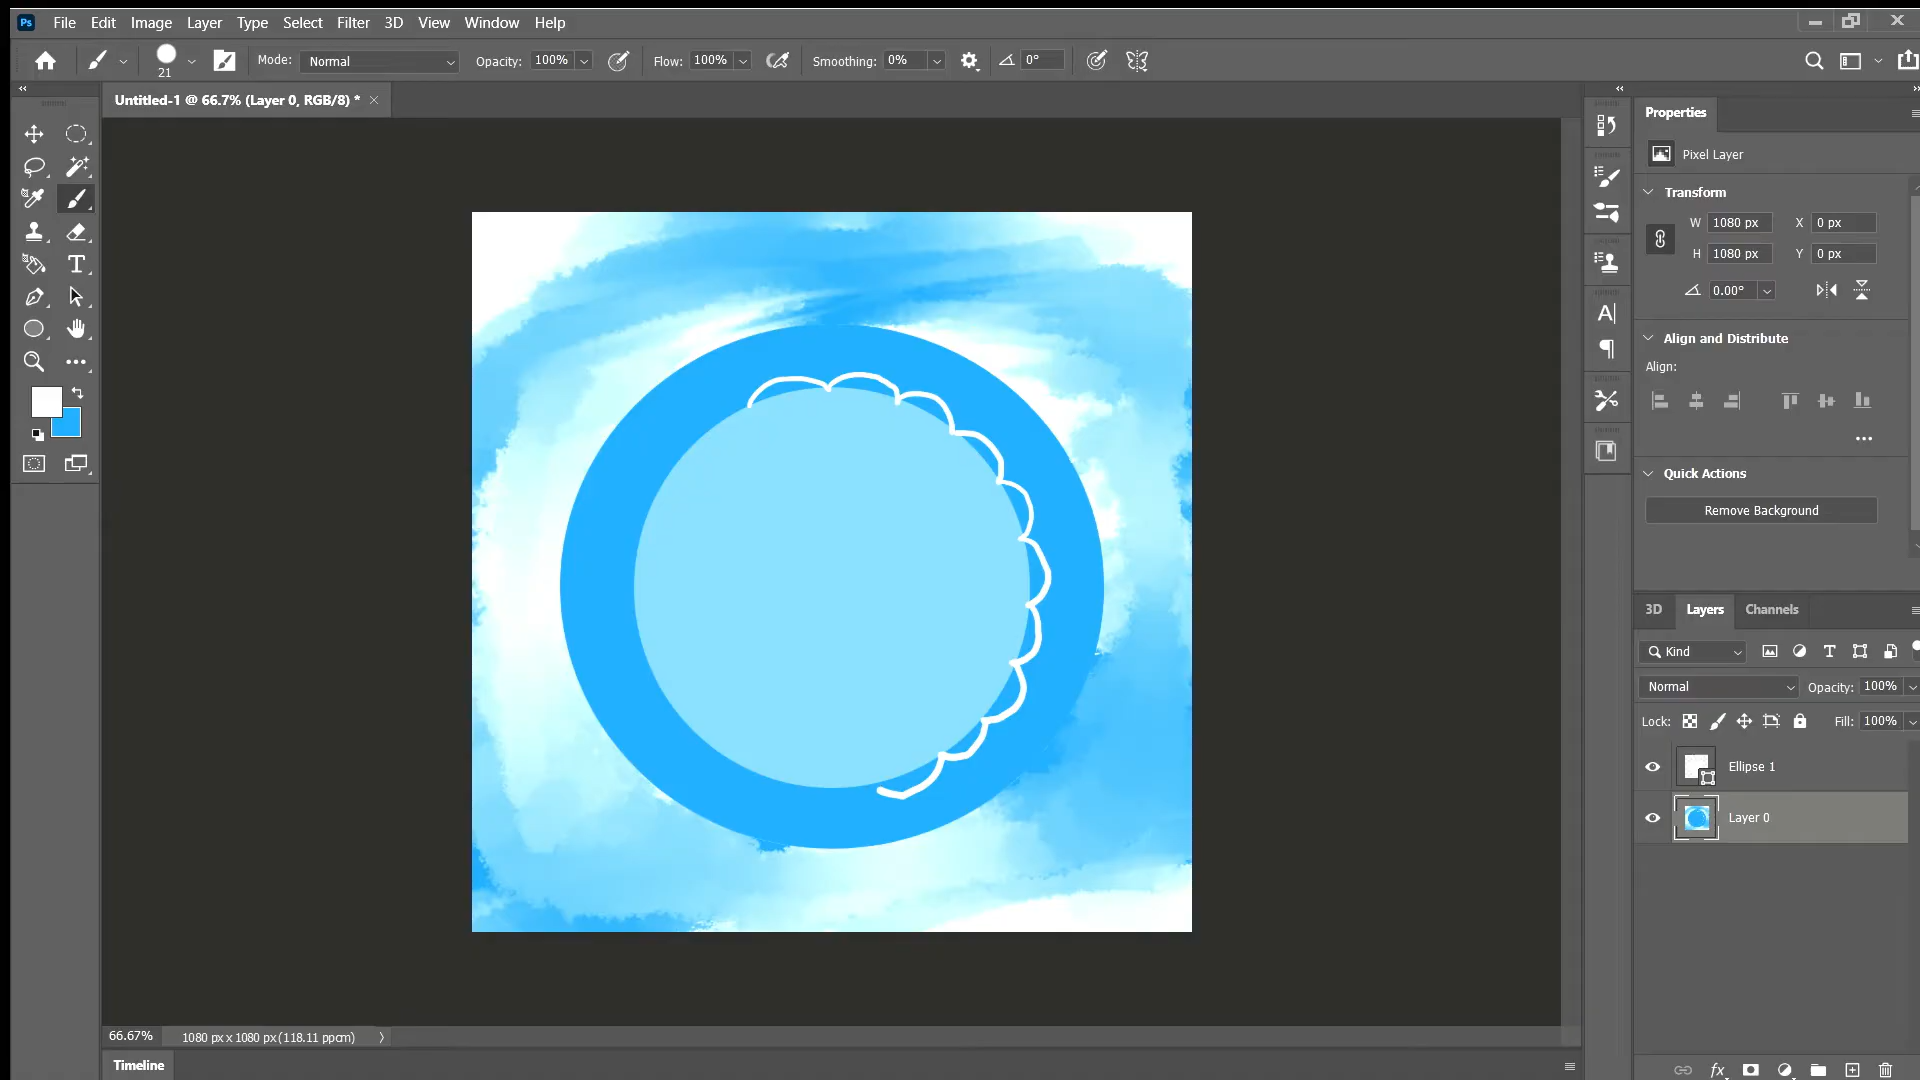 Ps File Edit Image Layer Type Select Filter 3D View Window Help
21 Mode: Normal Opacity: 100% Flow: 100% Smoothing: 0% 0°
Untitled-1 @ 66.7% (Layer 0, RGB/8) *
Properties
Pixel Layer
Transform
W 1080 px X 0 px
H 1080 px Y 0 px
0.00°
Align and Distribute
Align:
Quick Actions
Remove Background
3D Layers Channels
Kind
Normal Opacity: 100%
Lock: Fill: 100%
Ellipse 1
Layer 0
66.67% 1080 px x 1080 px (118.11 ppcm)
Timeline
fx